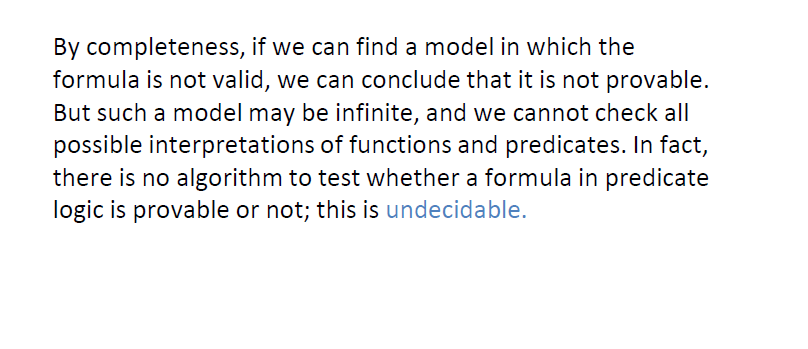 By completeness, if we can find a model in which the
formula is not valid, we can conclude that it is not provable.
But such a model may be infinite, and we cannot check all
possible interpretations of functions and predicates. In fact,
there is no algorithm to test whether a formula in predicate
logic is provable or not; this is undecidable.